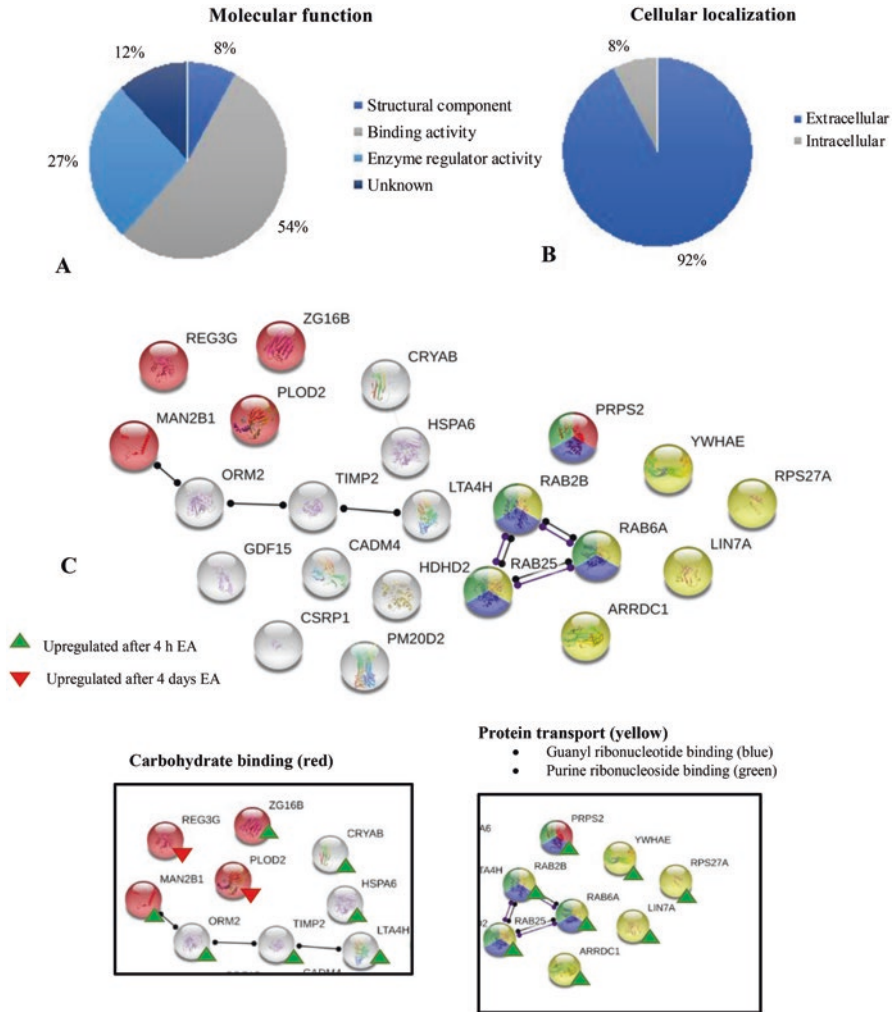 Molecular function
Cellular localization
12%
8%
27%
54%
Structural component
Binding activity
Enzyme regulator activity
Unknown
A
8%
92%
Extracellular
Intracellular
B
REG3G
ZG16B
CRYAB
PLOD2
MAN2B1
HSPA6
PRPS2
YWHAE
ORM2
TIMP2
LTA4H
RAB2B
RPS27A
RAB6A
GDF15
CADM4
HDHD2
RAB25
LIN7A
C
CSRP1
PM20D2
ARRDC1
Upregulated after 4 h EA
Upregulated after 4 days EA
Carbohydrate binding (red)
REG3G
ZG16B
CRYAB
PLOD2
MAN2B1
HSPA6
ORM2
TIMP2
LTA4H
CADM4
Protein transport (yellow)
• Guanyl ribonucleotide binding (blue)
• Purine ribonucleoside binding (green)
A6
PRPS2
YWHAE
TA4H
RAB2B
RPS27A
RAB6A
D2
RAB25
LIN7A
ARRDC1